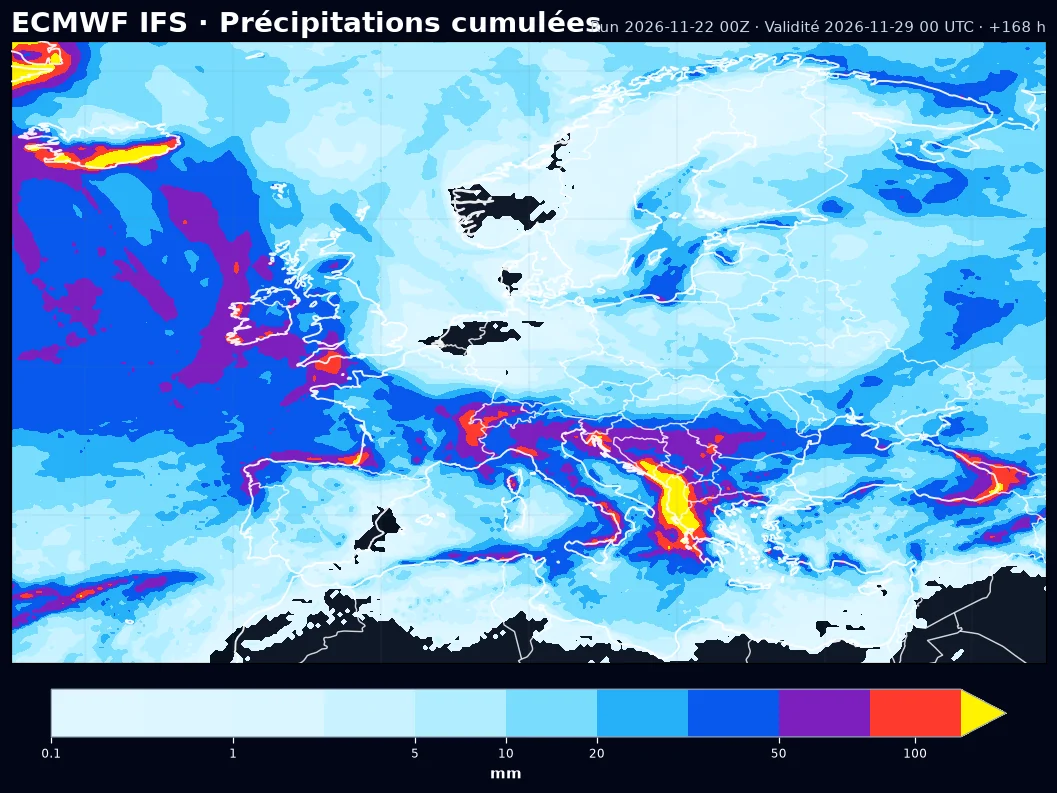 ECMWF IFS · Précipitations cumulées
Run 2026-11-22 00Z · Validité 2026-11-29 00 UTC · +168 h
0.1 1 5 10 20 50 100
mm